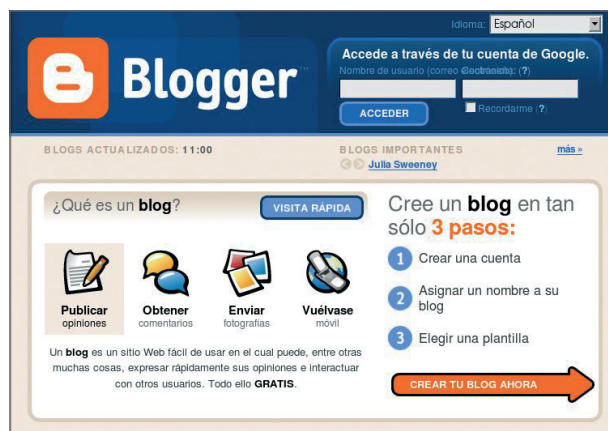 Idioma: Español
Blogger™
Accede a través de tu cuenta de Google.
Nombre de usuario (correo (?)
ACCEDER
Recordarme (?)
BLOGS ACTUALIZADOS: 11:00
BLOGS IMPORTANTES
más »
Julia Sweeney
¿Qué es un blog?
VISITA RÁPIDA
Publicar
opiniones
Obtener
comentarios
Enviar
fotografías
Vuélvase
móvil
Un blog es un sitio Web fácil de usar en el cual puede, entre otras
muchas cosas, expresar rápidamente sus opiniones e interactuar
con otros usuarios. Todo ello GRATIS.
Cree un blog en tan
sólo 3 pasos:
1 Crear una cuenta
2 Asignar un nombre a su
blog
3 Elegir una plantilla
CREAR TU BLOG AHORA